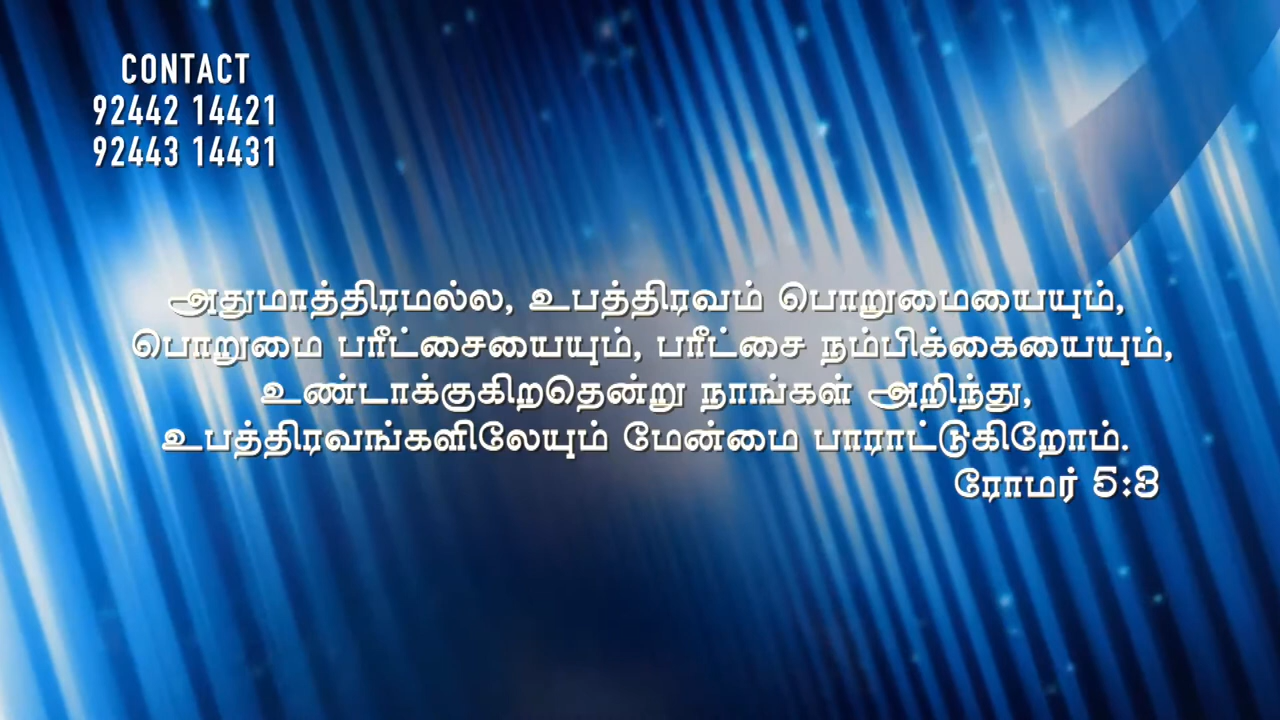 CONTACT
92442 14421
92443 14431
அதுமாத்திரமல்ல, உபத்திரவம் பொறுமையையும்,
பொறுமை பரீட்சையையும், பரீட்சை நம்பிக்கையையும்,
உண்டாக்குகிறதென்று நாங்கள் அறிந்து,
உபத்திரவங்களிலேயும் மேன்மை பாராட்டுகிறோம்.
ரோமர் 5:3